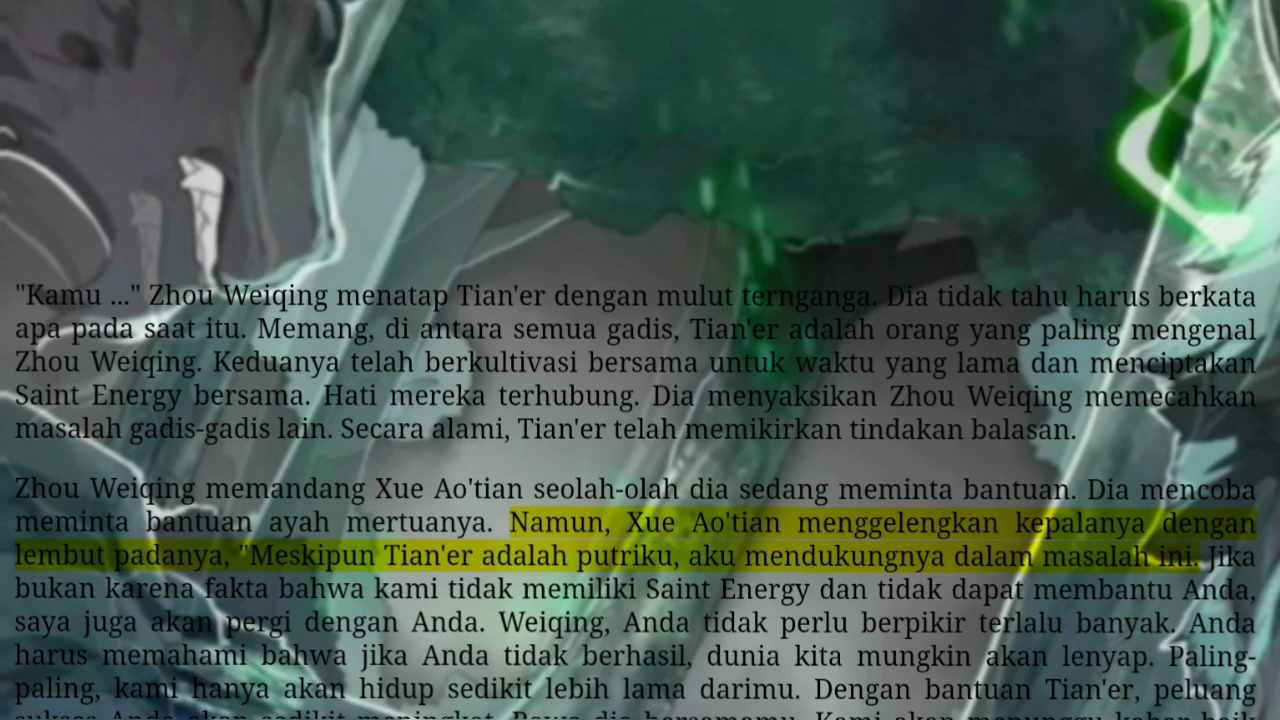 "Kamu ..." Zhou Weiqing menatap Tian'er dengan mulut ternganga. Dia tidak tahu harus berkata
apa pada saat itu. Memang, di antara semua gadis, Tian'er adalah orang yang paling mengenal
Zhou Weiqing. Keduanya telah berkultivasi bersama untuk waktu yang lama dan menciptakan
Saint Energy bersama. Hati mereka terhubung. Dia menyaksikan Zhou Weiqing memecahkan
masalah gadis-gadis lain. Secara alami, Tian'er telah memikirkan tindakan balasan.
Zhou Weiqing memandang Xue Ao'tian seolah-olah dia sedang meminta bantuan. Dia mencoba
meminta bantuan ayah mertuanya. Namun, Xue Ao'tian menggelengkan kepalanya dengan
lembut padanya, "Meskipun Tian'er adalah putriku, aku mendukungnya dalam masalah ini. Jika
bukan karena fakta bahwa kami tidak memiliki Saint Energy dan tidak dapat membantu Anda,
saya juga akan pergi dengan Anda. Weiqing, Anda tidak perlu berpikir terlalu banyak. Anda
harus memahami bahwa jika Anda tidak berhasil, dunia kita mungkin akan lenyap. Paling-
paling, kami hanya akan hidup sedikit lebih lama darimu. Dengan bantuan Tian'er, peluang